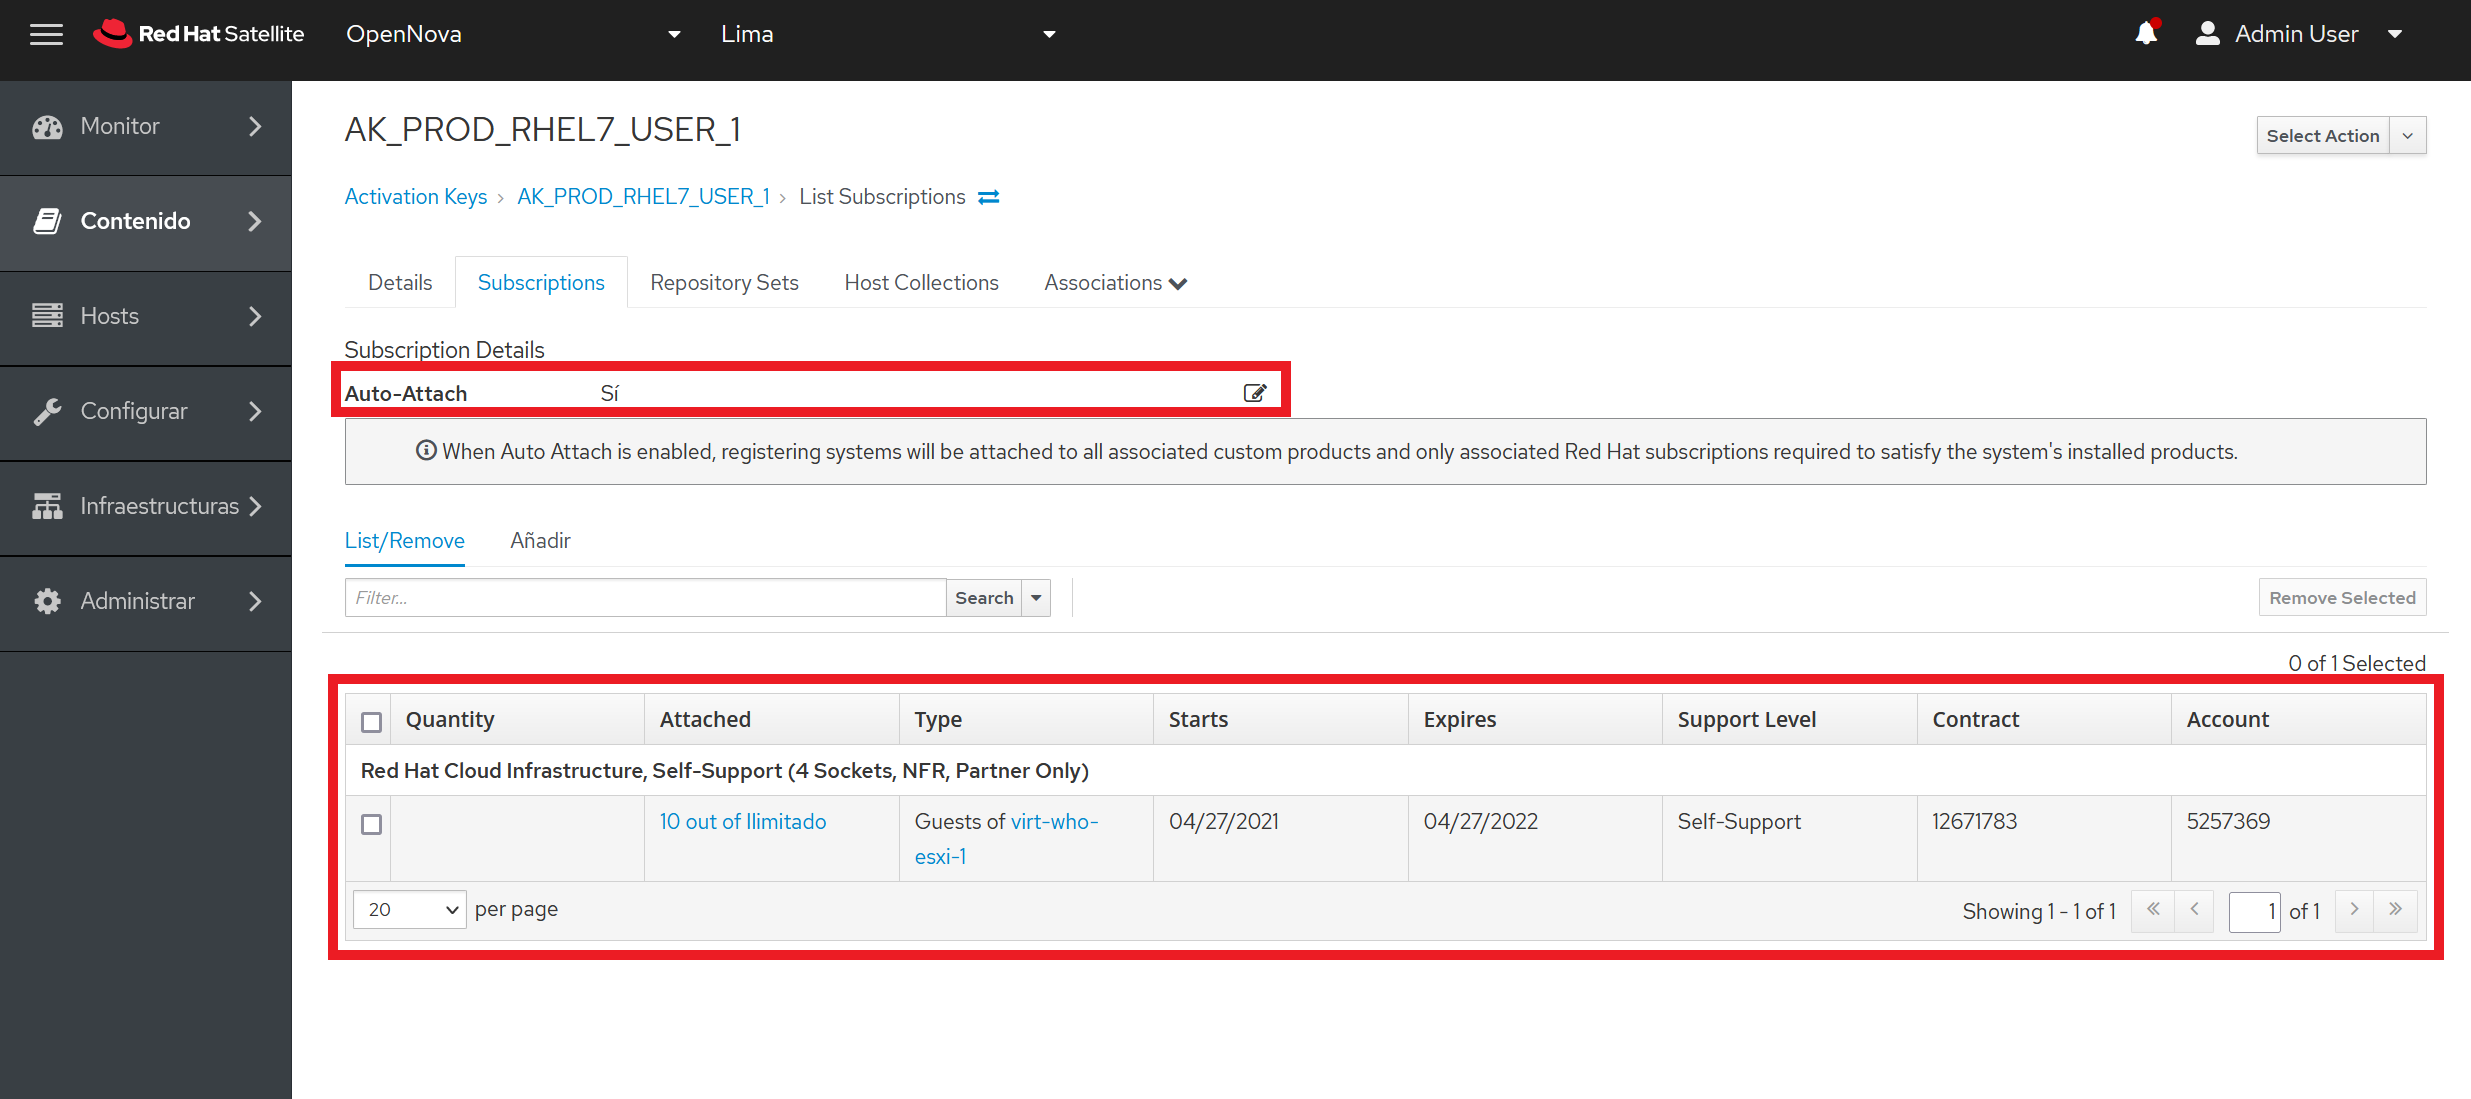 Red Hat Satellite OpenNova Lima Admin User
Monitor
Contenido
Hosts
Configurar
Infraestructuras
Administrar
AK_PROD_RHEL7_USER_1
Select Action
Activation Keys › AK_PROD_RHEL7_USER_1 › List Subscriptions
Details Subscriptions Repository Sets Host Collections Associations
Subscription Details
Auto-Attach Sí
When Auto Attach is enabled, registering systems will be attached to all associated custom products and only associated Red Hat subscriptions required to satisfy the system's installed products.
List/Remove Añadir
Filter... Search Remove Selected
0 of 1 Selected
Quantity Attached Type Starts Expires Support Level Contract Account
Red Hat Cloud Infrastructure, Self-Support (4 Sockets, NFR, Partner Only)
10 out of Ilimitado Guests of virt-who- 04/27/2021 04/27/2022 Self-Support 12671783 5257369
esxi-1
20 per page Showing 1 - 1 of 1 « ‹ 1 of 1 › »